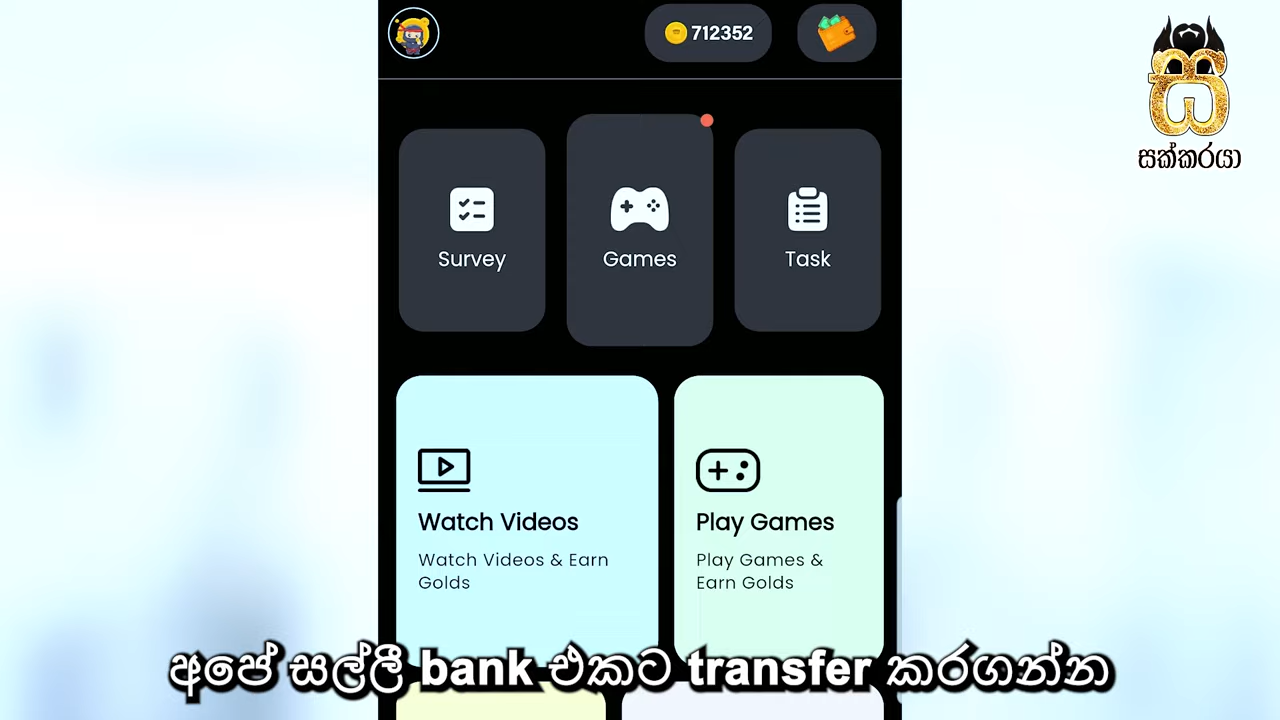 712352
සක්කරයා
Survey
Games
Task
Watch Videos
Watch Videos & Earn
Golds
Play Games
Play Games &
Earn Golds
අපේ සල්ලී bank එකට transfer කරගන්න